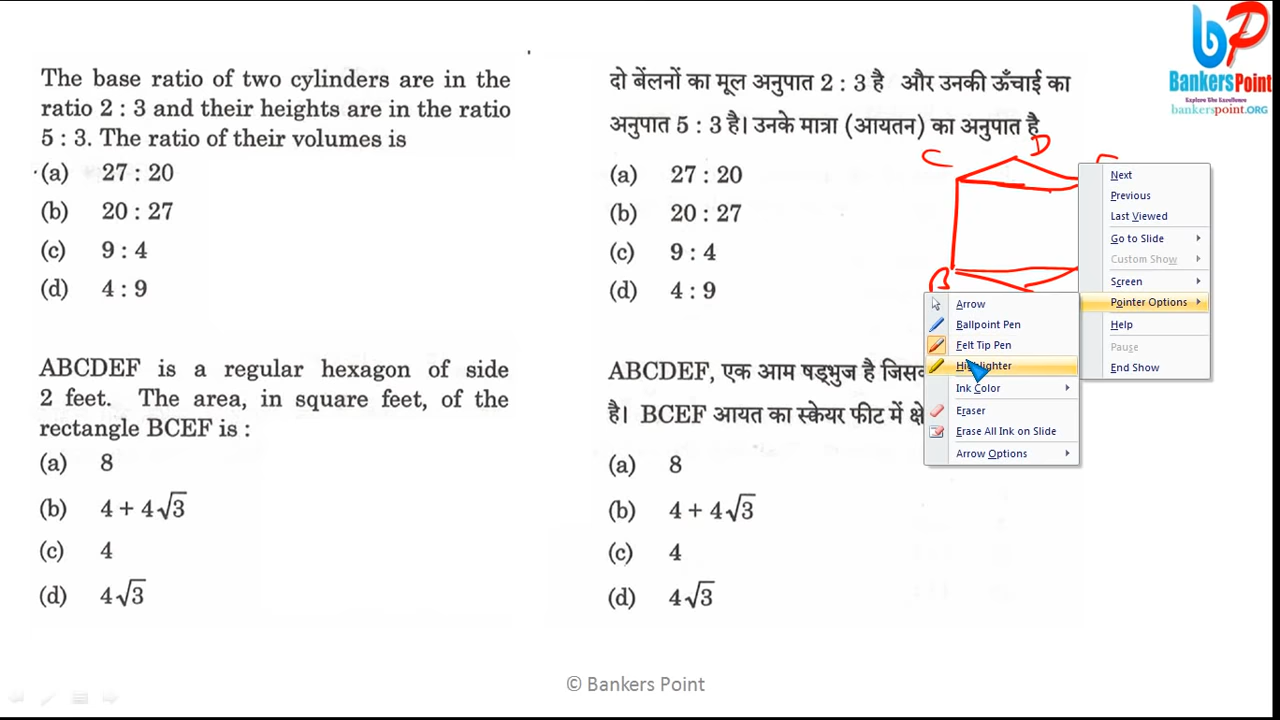 bp
BankersPoint
Explore The Excellence
bankerspoint.ORG
The base ratio of two cylinders are in the
ratio 2 : 3 and their heights are in the ratio
5 : 3. The ratio of their volumes is
(a) 27 : 20
(b) 20 : 27
(c) 9 : 4
(d) 4 : 9
ABCDEF is a regular hexagon of side
2 feet. The area, in square feet, of the
rectangle BCEF is :
(a) 8
(b) 4 + 4√3
(c) 4
(d) 4√3
दो बेंलनों का मूल अनुपात 2 : 3 है और उनकी ऊँचाई का
अनुपात 5 : 3 है। उनके मात्रा (आयतन) का अनुपात है
(a) 27 : 20
(b) 20 : 27
(c) 9 : 4
(d) 4 : 9
ABCDEF, एक आम षड्भुज है
है। BCEF आयत का स्केयर फीट में
(a) 8
(b) 4 + 4√3
(c) 4
(d) 4√3
C D
B
Next
Previous
Last Viewed
Go to Slide
Custom Show
Screen
Pointer Options
Help
Pause
End Show
Arrow
Ballpoint Pen
Felt Tip Pen
Highlighter
Ink Color
Eraser
Erase All Ink on Slide
Arrow Options
© Bankers Point